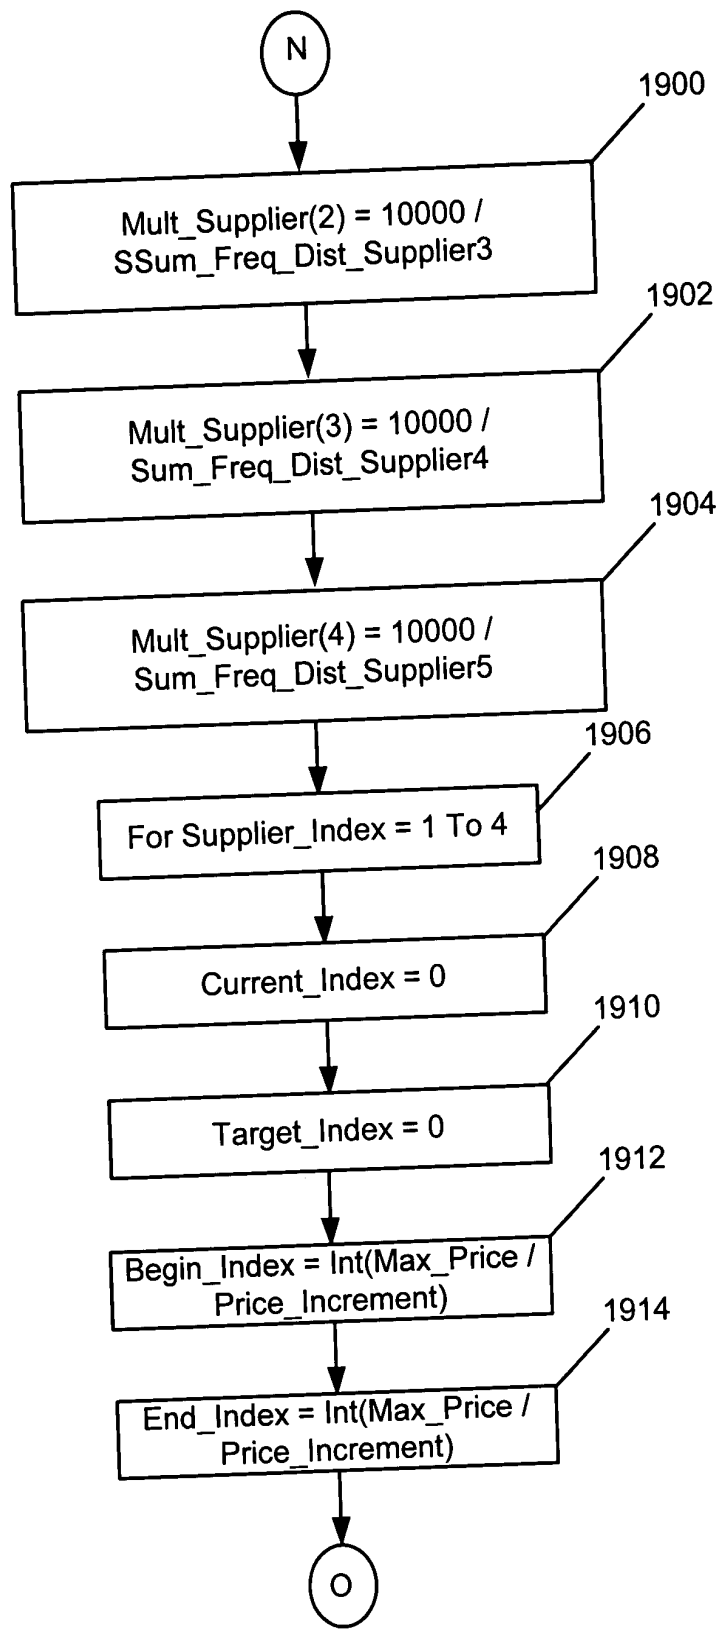 N
1900
Mult_Supplier(2) = 10000 /
SSum_Freq_Dist_Supplier3
1902
Mult_Supplier(3) = 10000 /
Sum_Freq_Dist_Supplier4
1904
Mult_Supplier(4) = 10000 /
Sum_Freq_Dist_Supplier5
1906
For Supplier_Index = 1 To 4
1908
Current_Index = 0
1910
Target_Index = 0
1912
Begin_Index = Int(Max_Price /
Price_Increment)
1914
End_Index = Int(Max_Price /
Price_Increment)
O